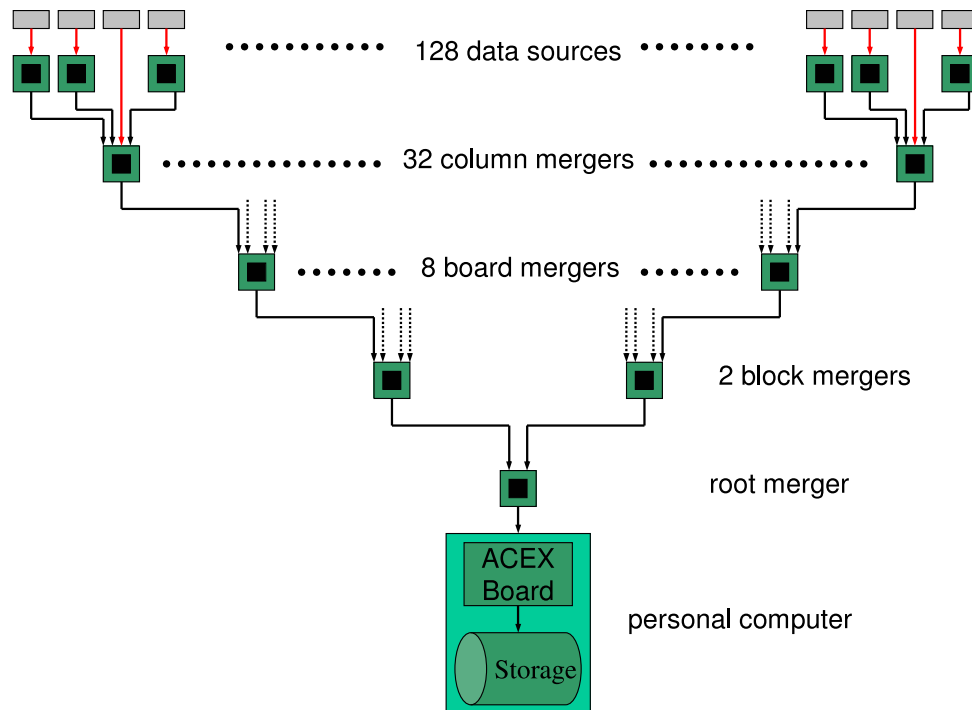 128 data sources
32 column mergers
8 board mergers
2 block mergers
root merger
ACEX
Board
personal computer
Storage